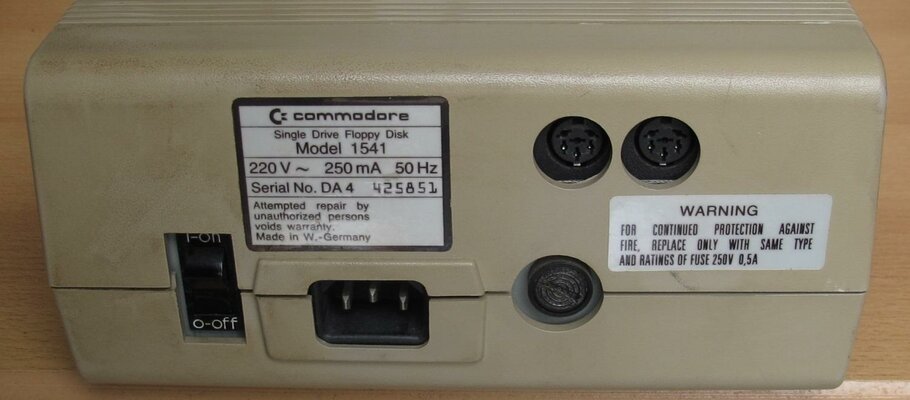 commodore
Single Drive Floppy Disk
Model 1541
220 V ~ 250 mA 50 Hz
Serial No. DA 4 425851
Attempted repair by
unauthorized persons
voids warranty.
Made in W.-Germany
WARNING
FOR CONTINUED PROTECTION AGAINST
FIRE, REPLACE ONLY WITH SAME TYPE
AND RATINGS OF FUSE 250V 0,5A
I-on
o-off